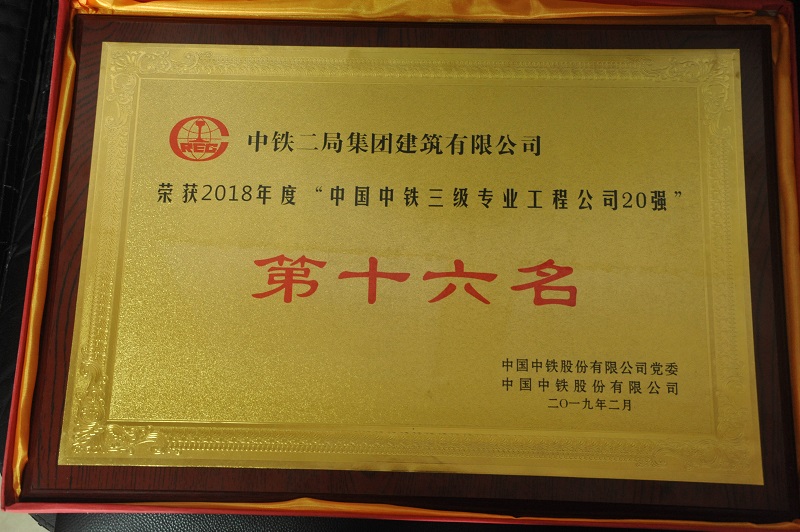 CREC
中铁二局集团建筑有限公司
荣获2018年度“中国中铁三级专业工程公司20强”
第十六名
中国中铁股份有限公司党委
中国中铁股份有限公司
二〇一九年二月